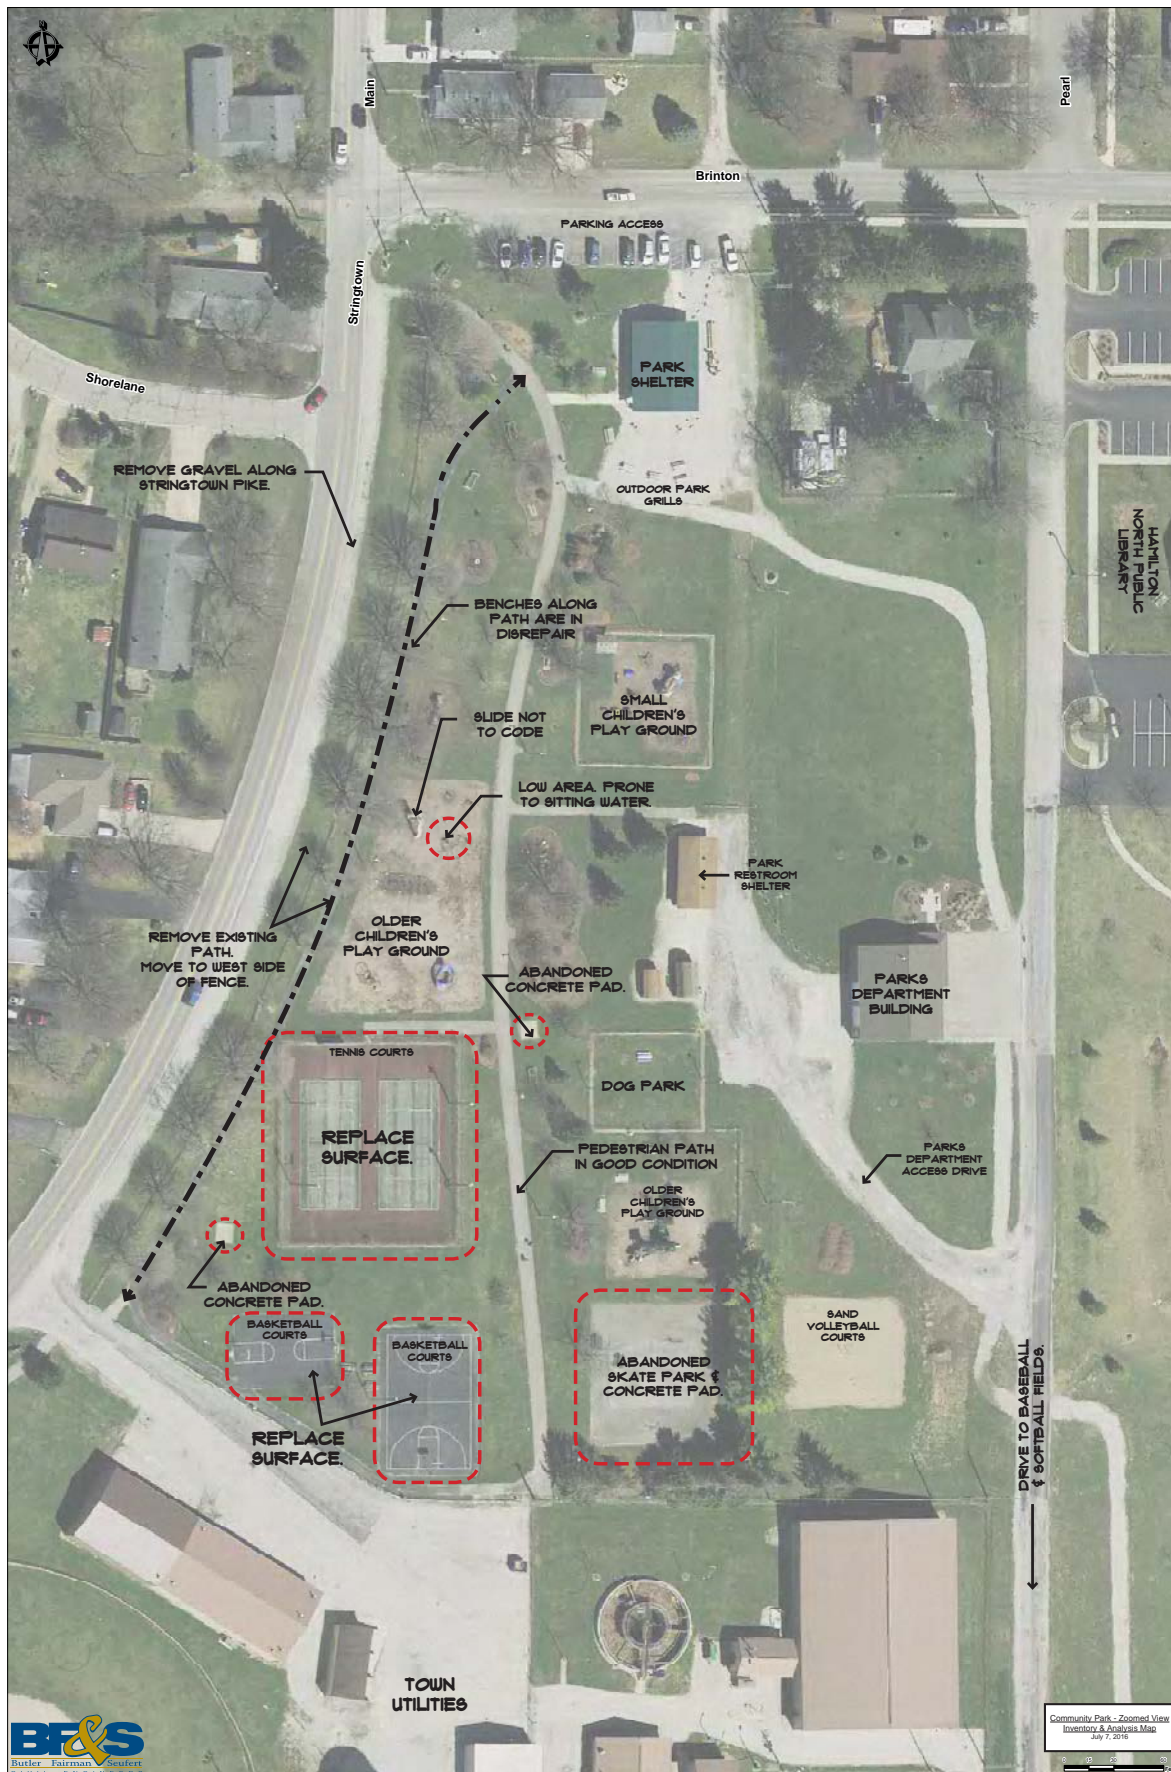 Main
Pearl
Brinton
PARKING ACCESS
Stringtown
PARK
SHELTER
Shorelane
REMOVE GRAVEL ALONG
STRINGTOWN PIKE.
OUTDOOR PARK
GRILLS
HAMILTON
NORTH PUBLIC
LIBRARY
BENCHES ALONG
PATH ARE IN
DISREPAIR
SMALL
CHILDREN'S
PLAY GROUND
SLIDE NOT
TO CODE
LOW AREA. PRONE
TO SITTING WATER.
PARK
RESTROOM
SHELTER
OLDER
CHILDREN'S
PLAY GROUND
REMOVE EXISTING
PATH.
MOVE TO WEST SIDE
OF FENCE.
ABANDONED
CONCRETE PAD.
PARKS
DEPARTMENT
BUILDING
TENNIS COURTS
DOG PARK
REPLACE
SURFACE.
PEDESTRIAN PATH
IN GOOD CONDITION
PARKS
DEPARTMENT
ACCESS DRIVE
OLDER
CHILDREN'S
PLAY GROUND
ABANDONED
CONCRETE PAD.
BASKETBALL
COURTS
BASKETBALL
COURTS
SAND
VOLLEYBALL
COURTS
ABANDONED
SKATE PARK &
CONCRETE PAD.
DRIVE TO BASEBALL
& SOFTBALL FIELDS.
REPLACE
SURFACE.
TOWN
UTILITIES
BF&S
Butler Fairman Seufert
Community Park - Zoomed View
Inventory & Analysis Map
July 7, 2016